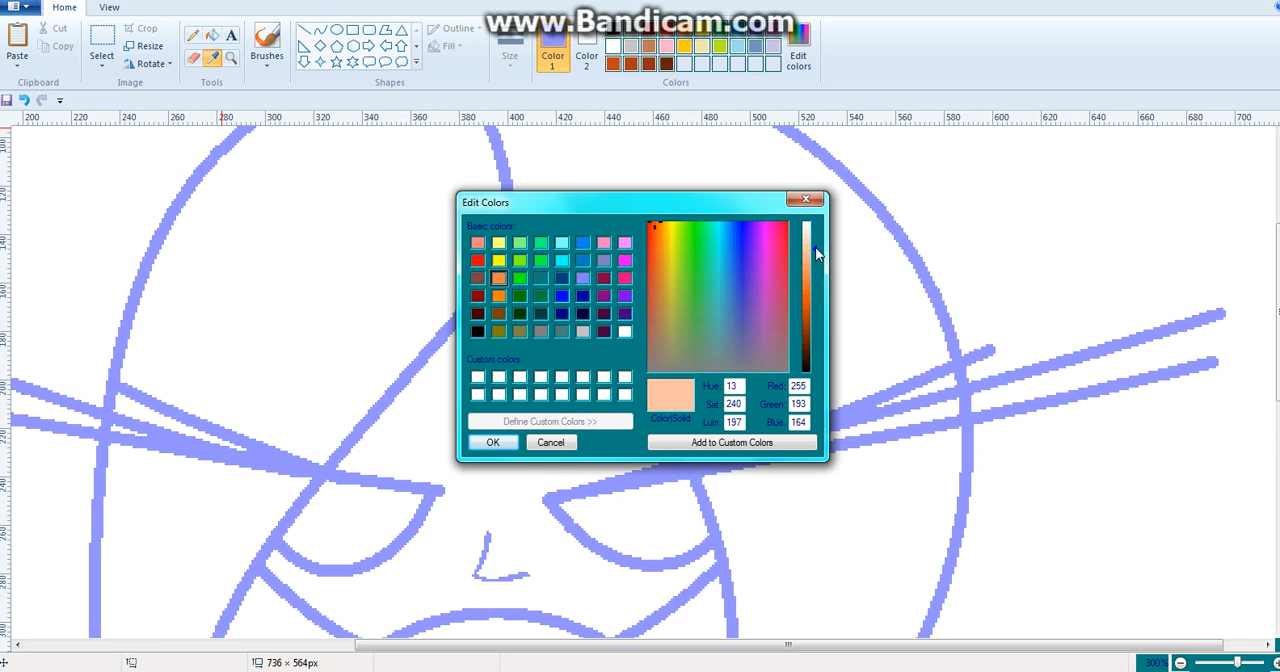 www.Bandicam.com
Home View
Cut
Copy
Paste
Clipboard
Select
Crop
Resize
Rotate
Image
A
Tools
Brushes
Outline
Fill
Shapes
Size
Color 1
Color 2
Edit colors
Colors
200 240 260 280 300 320 340 360 380 400 420 440 460 480 500 520 540 560 580 600 620 640 660 680 700
Edit Colors
Basic colors:
Custom colors:
Define Custom Colors >>
OK Cancel
Color|Solid
Hue: 13 Red: 255
Sat: 240 Green: 193
Lum: 197 Blue: 164
Add to Custom Colors
736 × 564px
300%